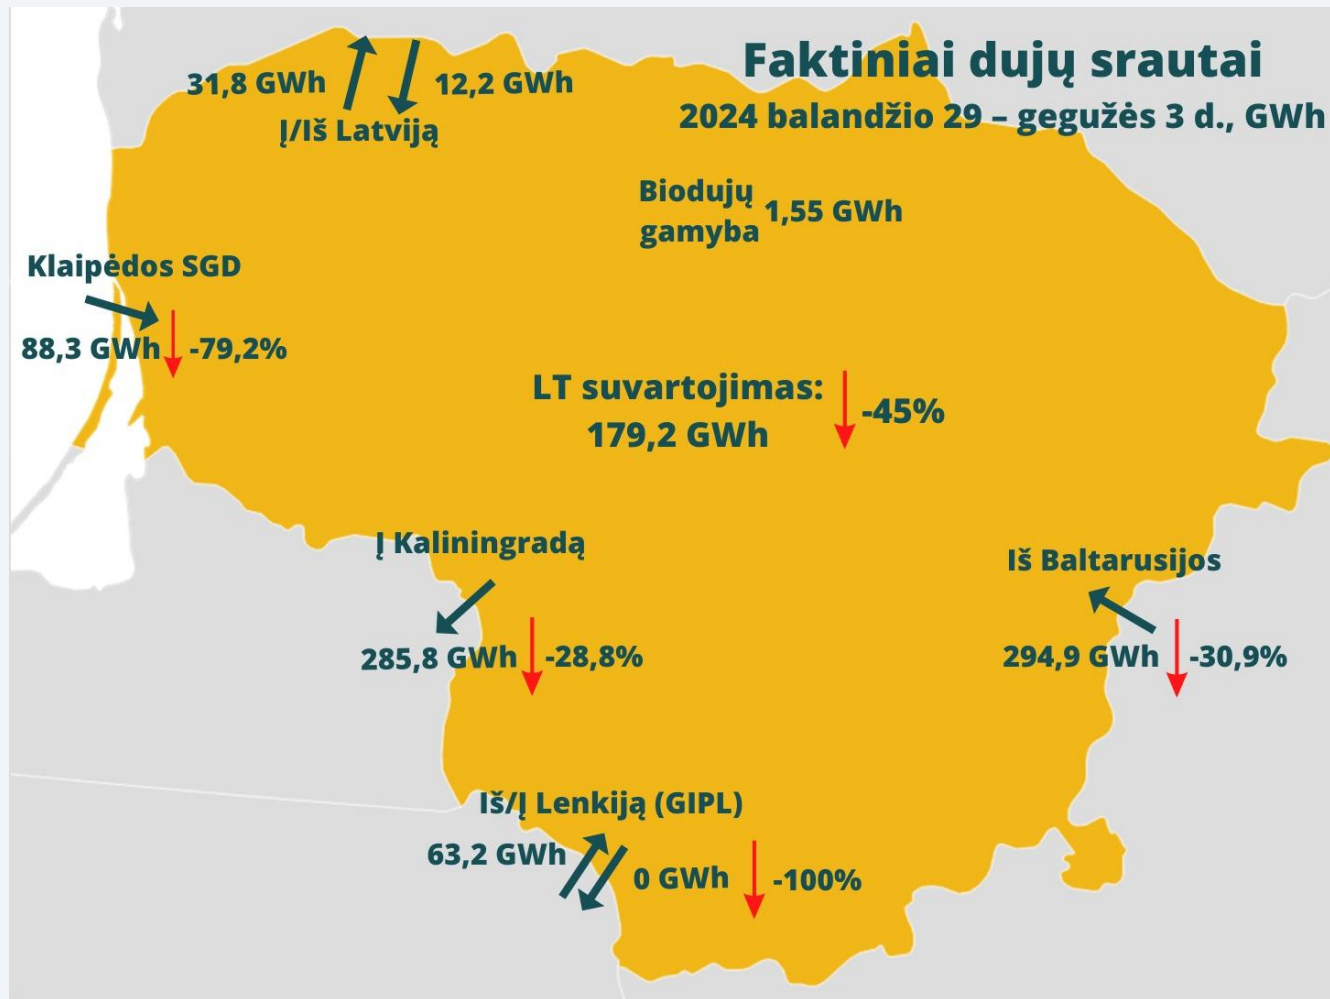 Faktiniai dujų srautai
2024 balandžio 29 – gegužės 3 d., GWh
31,8 GWh
12,2 GWh
Į/Iš Latviją
Biodujų
gamyba
1,55 GWh
Klaipėdos SGD
88,3 GWh
-79,2%
LT suvartojimas:
179,2 GWh
-45%
Į Kaliningradą
285,8 GWh
-28,8%
Iš Baltarusijos
294,9 GWh
-30,9%
Iš/Į Lenkiją (GIPL)
63,2 GWh
0 GWh
-100%